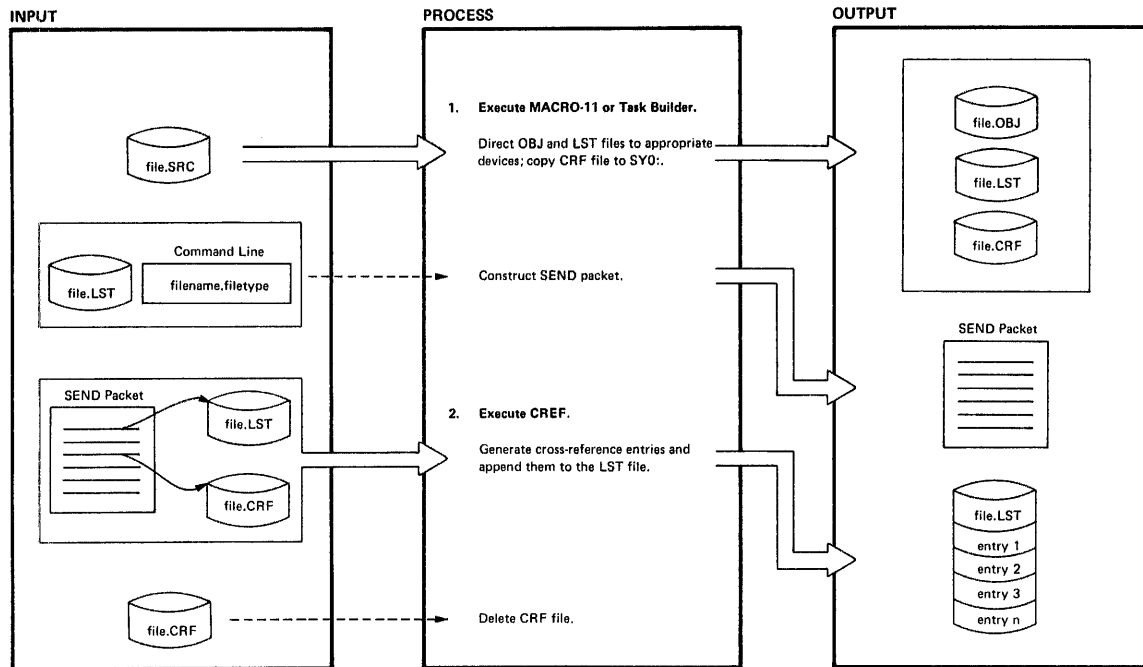 INPUT
PROCESS
OUTPUT
file.SRC
Command Line
file.LST
filename.filetype
SEND Packet
file.LST
file.CRF
file.CRF
1. Execute MACRO-11 or Task Builder.
Direct OBJ and LST files to appropriate
devices; copy CRF file to SY0:.
Construct SEND packet.
2. Execute CREF.
Generate cross-reference entries and
append them to the LST file.
Delete CRF file.
file.OBJ
file.LST
file.CRF
SEND Packet
file.LST
entry 1
entry 2
entry 3
entry n